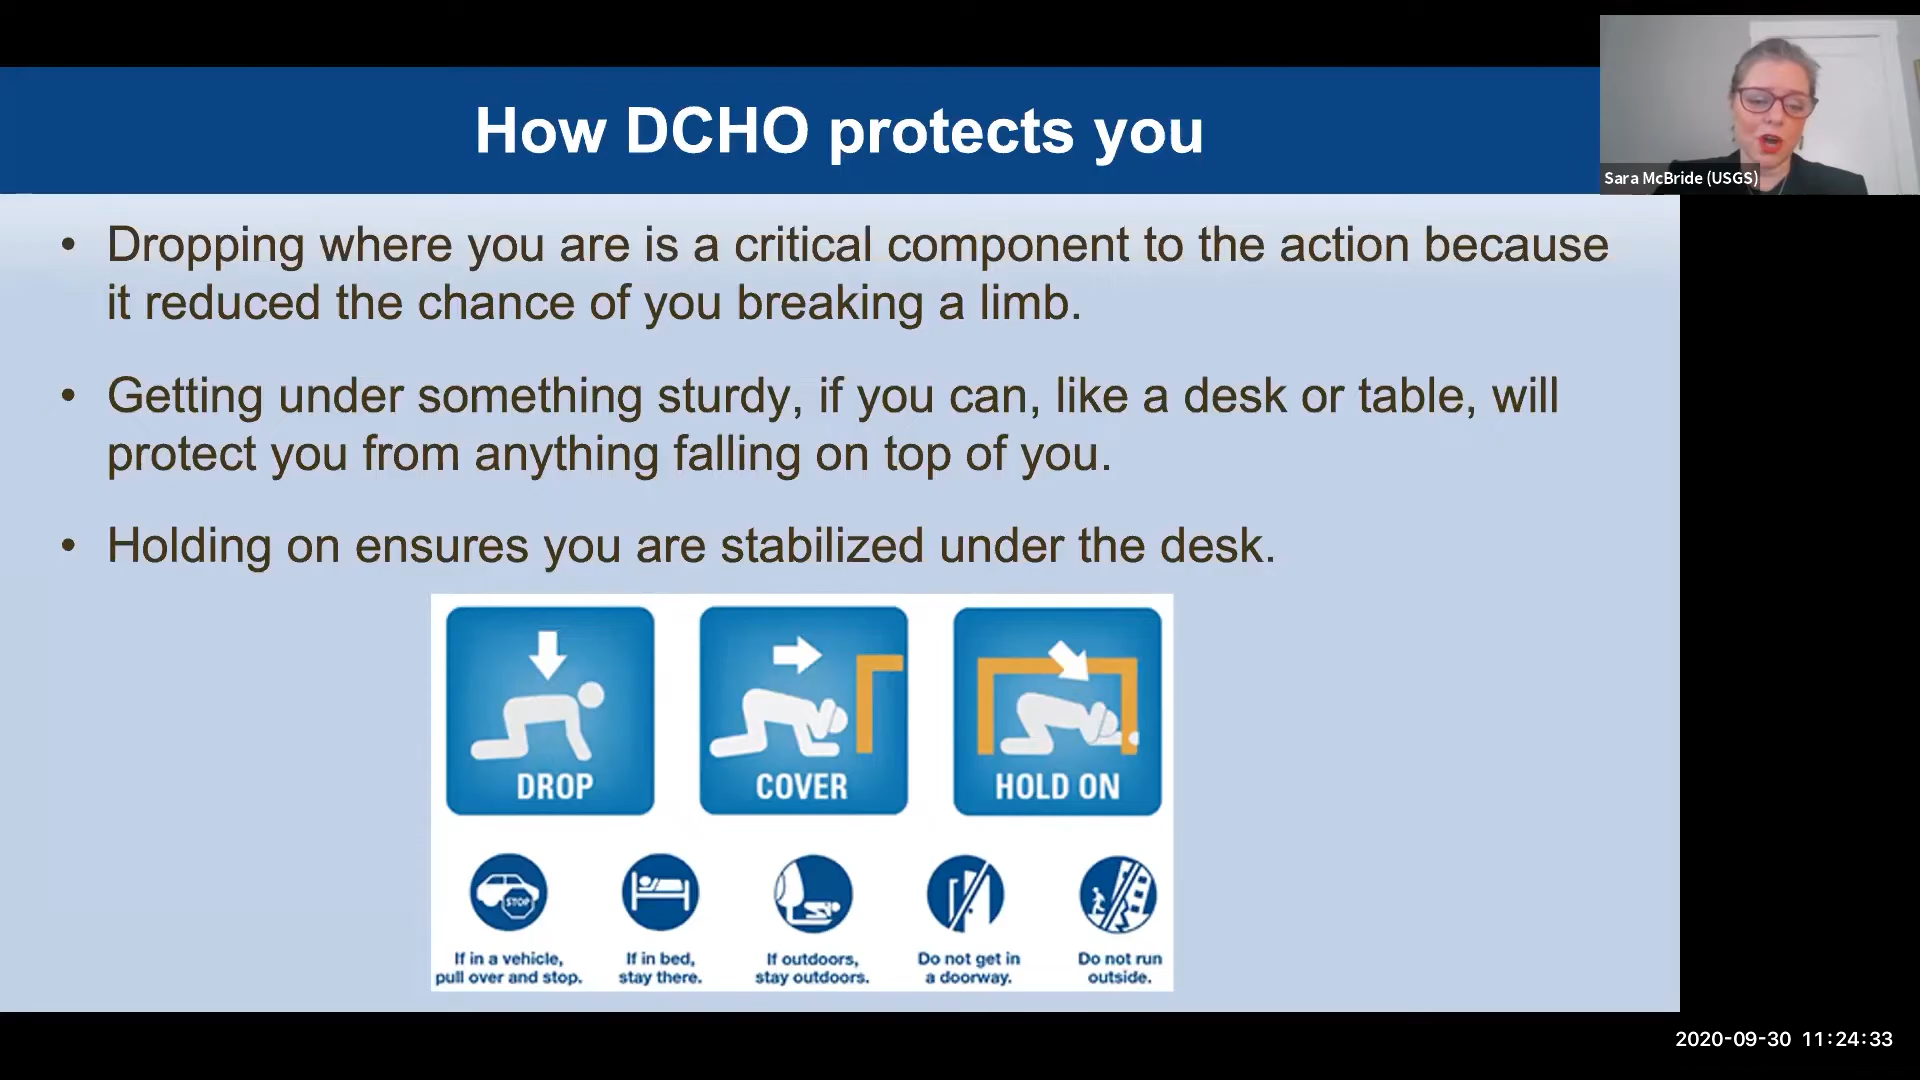 How DCHO protects you
Sara McBride (USGS)
• Dropping where you are is a critical component to the action because
it reduced the chance of you breaking a limb.
• Getting under something sturdy, if you can, like a desk or table, will
protect you from anything falling on top of you.
• Holding on ensures you are stabilized under the desk.
DROP
COVER
HOLD ON
STOP
If in a vehicle,
pull over and stop.
If in bed,
stay there.
If outdoors,
stay outdoors.
Do not get in
a doorway.
Do not run
outside.
2020-09-30 11:24:33